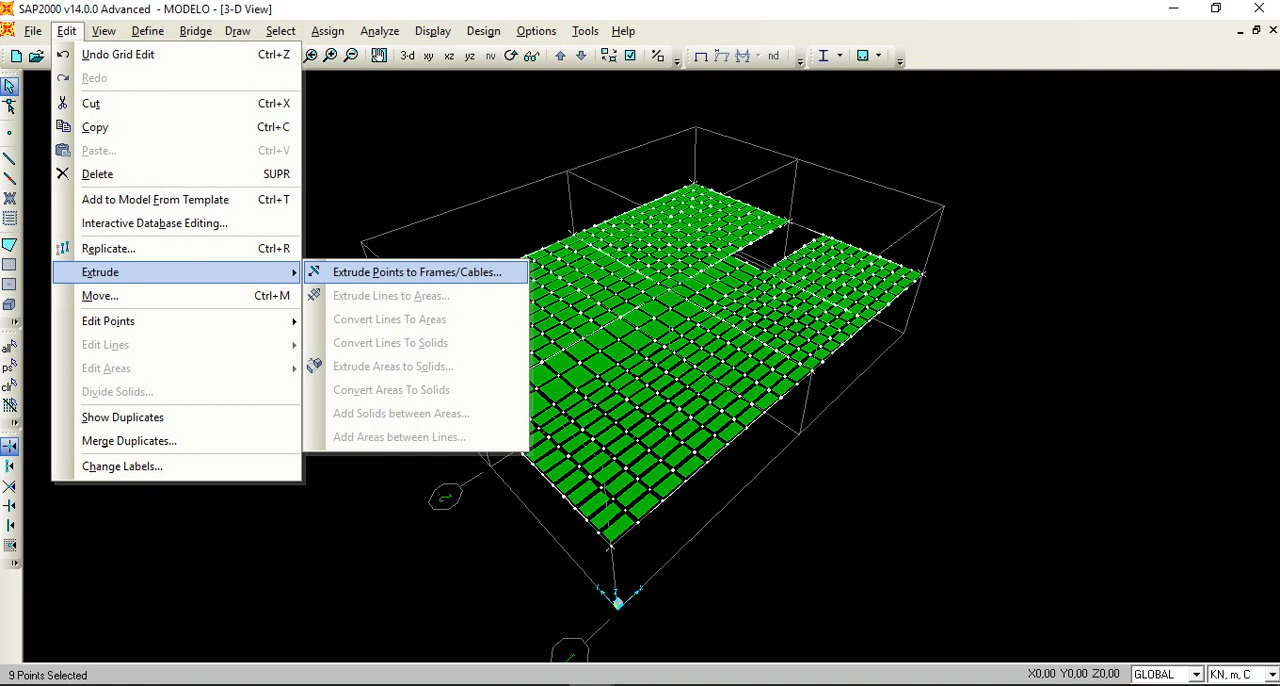 SAP2000 v14.0.0 Advanced - MODELO - [3-D View]
File Edit View Define Bridge Draw Select Assign Analyze Display Design Options Tools Help
3-d xy xz yz nv nd
Undo Grid Edit Ctrl+Z
Redo
Cut Ctrl+X
Copy Ctrl+C
Paste... Ctrl+V
Delete SUPR
Add to Model From Template Ctrl+T
Interactive Database Editing...
Replicate... Ctrl+R
Extrude
Move... Ctrl+M
Edit Points
Edit Lines
Edit Areas
Divide Solids...
Show Duplicates
Merge Duplicates...
Change Labels...
Extrude Points to Frames/Cables...
Extrude Lines to Areas...
Convert Lines To Areas
Convert Lines To Solids
Extrude Areas to Solids...
Convert Areas To Solids
Add Solids between Areas...
Add Areas between Lines...
all
ps
clr
9 Points Selected
X0,00 Y0,00 Z0,00
GLOBAL
KN, m, C